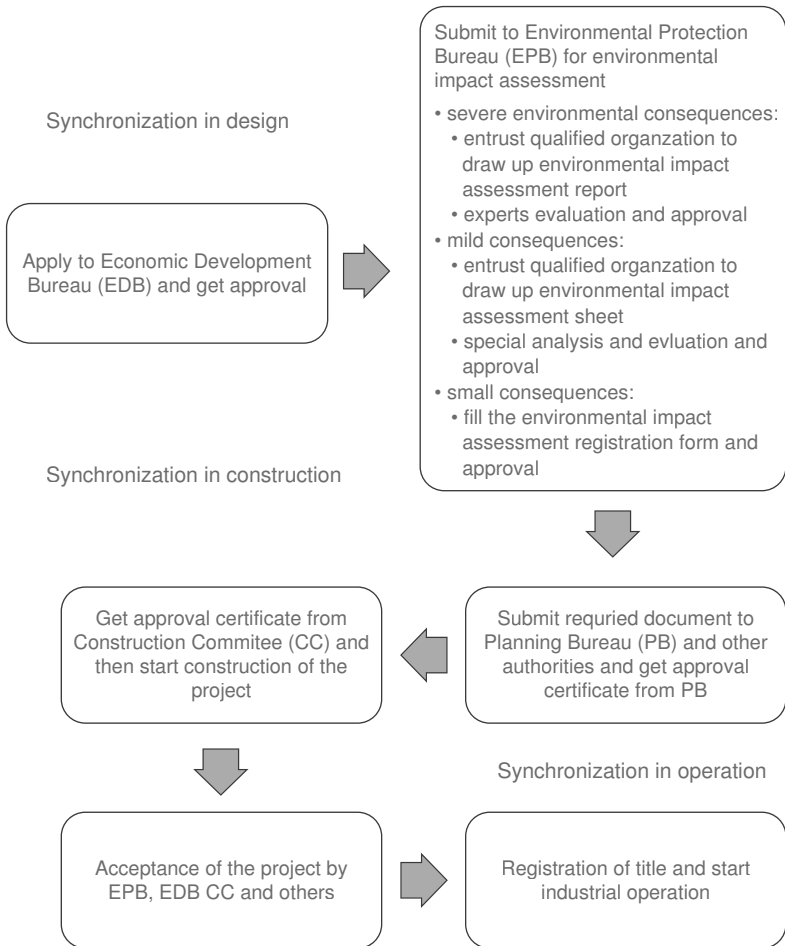 Synchronization in design
Apply to Economic Development
Bureau (EDB) and get approval
Submit to Environmental Protection
Bureau (EPB) for environmental
impact assessment
• severe environmental consequences:
• entrust qualified organzation to
draw up environmental impact
assessment report
• experts evaluation and approval
• mild consequences:
• entrust qualified organzation to
draw up environmental impact
assessment sheet
• special analysis and evluation and
approval
• small consequences:
• fill the environmental impact
assessment registration form and
approval
Synchronization in construction
Submit requried document to
Planning Bureau (PB) and other
authorities and get approval
certificate from PB
Get approval certificate from
Construction Commitee (CC) and
then start construction of the
project
Synchronization in operation
Acceptance of the project by
EPB, EDB CC and others
Registration of title and start
industrial operation